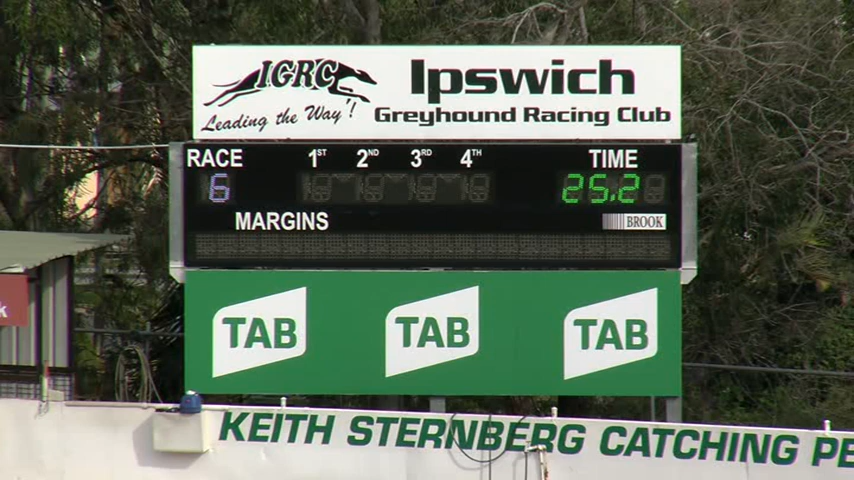 IGRC
Leading the Way'!
Ipswich
Greyhound Racing Club
RACE 1ST 2ND 3RD 4TH TIME
6 25.2
MARGINS BROOK
TAB TAB TAB
KEITH STERNBERG CATCHING PE